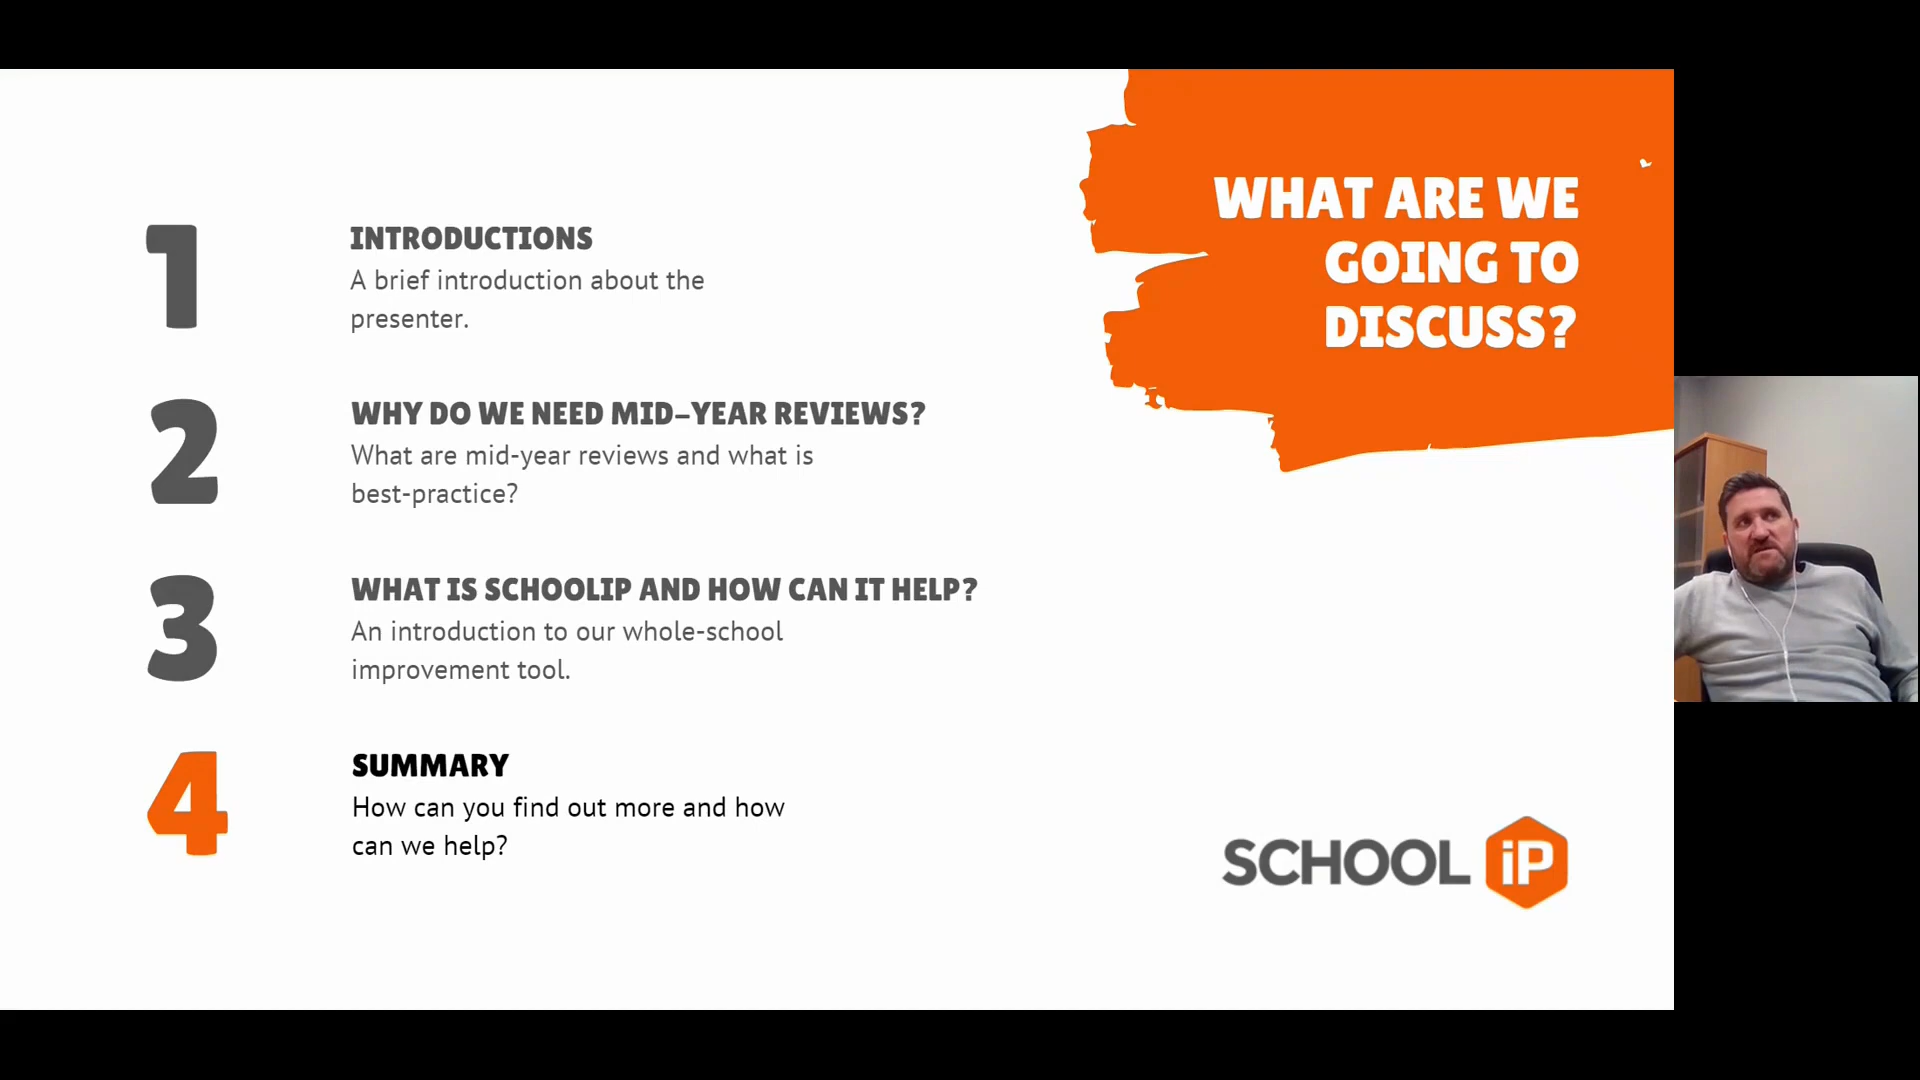 WHAT ARE WE
GOING TO
DISCUSS?
1
INTRODUCTIONS
A brief introduction about the
presenter.
2
WHY DO WE NEED MID-YEAR REVIEWS?
What are mid-year reviews and what is
best-practice?
3
WHAT IS SCHOOLIP AND HOW CAN IT HELP?
An introduction to our whole-school
improvement tool.
4
SUMMARY
How can you find out more and how
can we help?
SCHOOL iP